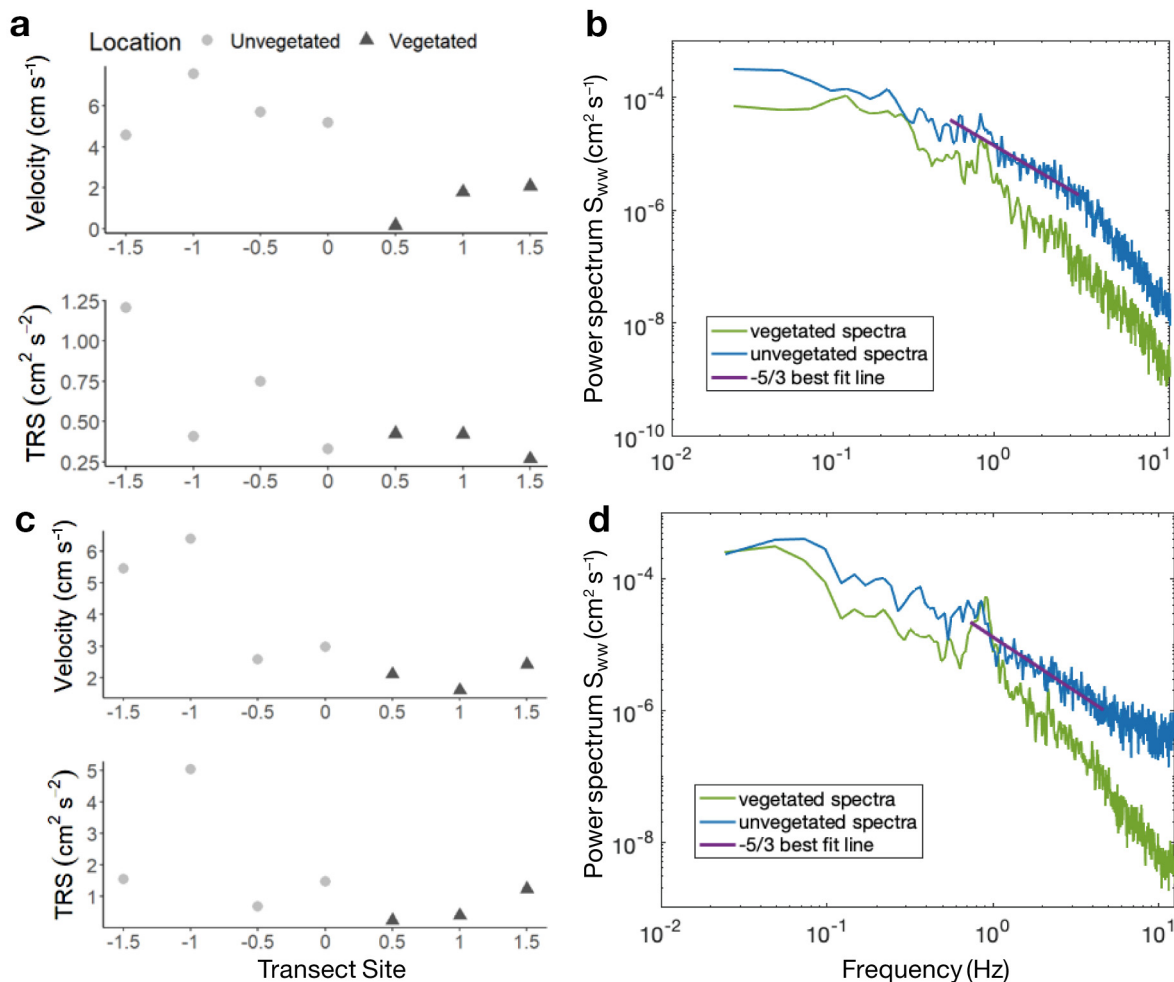 a
Location Unvegetated Vegetated
Velocity (cm s⁻¹)
6
4
2
0
-1.5 -1 -0.5 0 0.5 1 1.5
TRS (cm² s⁻²)
1.25
1.00
0.75
0.50
0.25
-1.5 -1 -0.5 0 0.5 1 1.5
b
Power spectrum S_WW (cm² s⁻¹)
10⁻⁴
10⁻⁶
10⁻⁸
10⁻¹⁰
vegetated spectra
unvegetated spectra
-5/3 best fit line
10⁻² 10⁻¹ 10⁰ 10¹
c
Velocity (cm s⁻¹)
6
5
4
3
2
-1.5 -1 -0.5 0 0.5 1 1.5
TRS (cm² s⁻²)
5
4
3
2
1
-1.5 -1 -0.5 0 0.5 1 1.5
Transect Site
d
Power spectrum S_WW (cm² s⁻¹)
10⁻⁴
10⁻⁶
10⁻⁸
vegetated spectra
unvegetated spectra
-5/3 best fit line
10⁻² 10⁻¹ 10⁰ 10¹
Frequency (Hz)